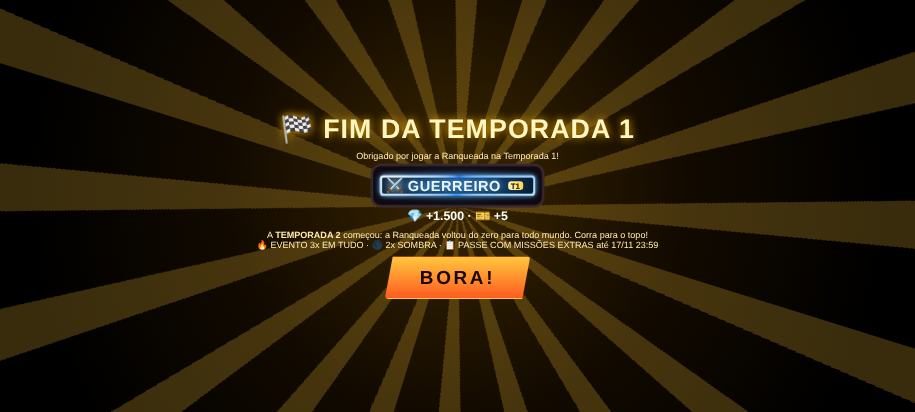 🏁 FIM DA TEMPORADA 1
Obrigado por jogar a Ranqueada na Temporada 1!
⚔️ GUERREIRO T1
💎 +1.500 · 🎫 +5
A TEMPORADA 2 começou: a Ranqueada voltou do zero para todo mundo. Corra para o topo!
🔥 EVENTO 3x EM TUDO · 🌑 2x SOMBRA · 📋 PASSE COM MISSÕES EXTRAS até 17/11 23:59
BORA!